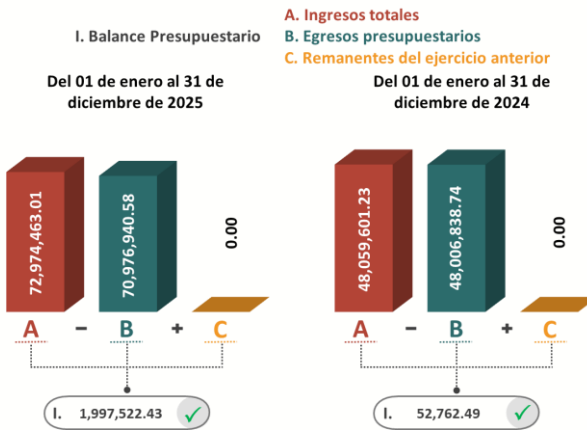 I. Balance Presupuestario
A. Ingresos totales
B. Egresos presupuestarios
C. Remanentes del ejercicio anterior
Del 01 de enero al 31 de
diciembre de 2025
72,974,463.01
70,976,940.58
0.00
A – B + C
I. 1,997,522.43
Del 01 de enero al 31 de
diciembre de 2024
48,059,601.23
48,006,838.74
0.00
A – B + C
I. 52,762.49